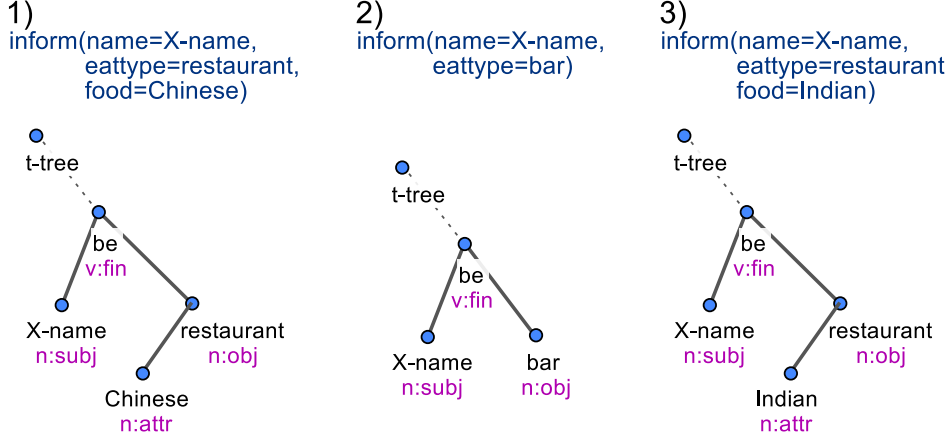 1)
inform(name=X-name,
eattype=restaurant,
food=Chinese)
t-tree
be
v:fin
X-name
n:subj
restaurant
n:obj
Chinese
n:attr
2)
inform(name=X-name,
eattype=bar)
t-tree
be
v:fin
X-name
n:subj
bar
n:obj
3)
inform(name=X-name,
eattype=restaurant
food=Indian)
t-tree
be
v:fin
X-name
n:subj
restaurant
n:obj
Indian
n:attr